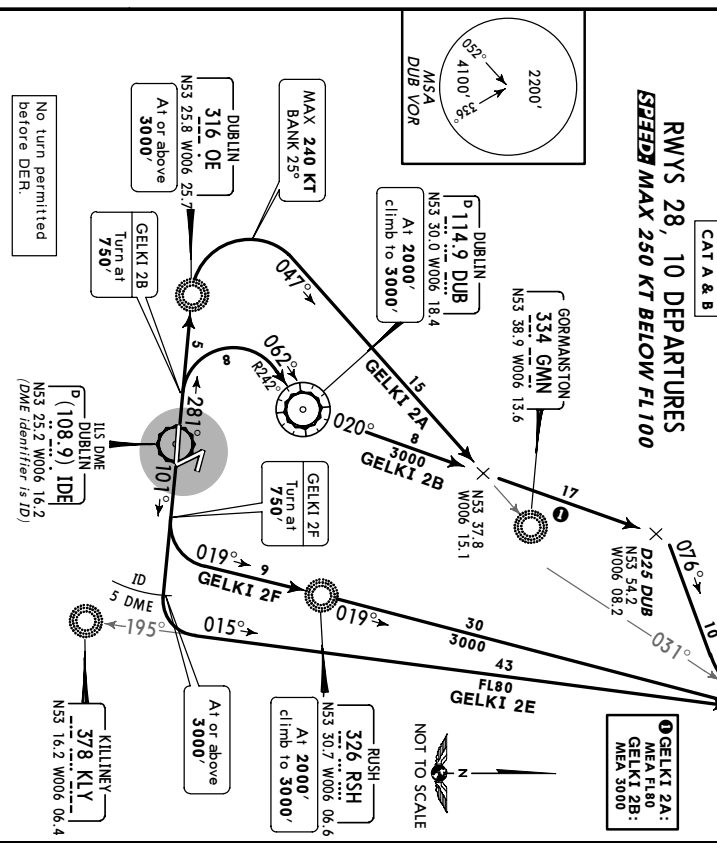 CAT A & B
RWYS 28, 10 DEPARTURES
SPEED: MAX 250 KT BELOW FL100
2200'
052°
4100'
336°
MSA
DUB VOR
DUBLIN
316 OE
N53 25.8 W006 25.7
At or above
3000'
MAX 240 KT
BANK 25°
No turn permitted
before DER.
GELKI 2B
Turn at
750'
DUBLIN
D 114.9 DUB
N53 30.0 W006 18.4
At 2000'
climb to 3000'
GORMANSTON
334 GMN
N53 38.9 W006 13.6
047°
15
GELKI 2A
5
8
062°
R242°
281°
101°
020°
8
3000
GELKI 2B
N53 37.8
W006 15.1
17
1
D25 DUB
N53 54.2
W006 08.2
076°
10
031°
ILS DME
DUBLIN
D (108.9) IDE
N53 25.2 W006 16.2
(DME identifier is ID)
GELKI 2F
Turn at
750'
019°
9
GELKI 2F
019°
30
3000
ID
5 DME
195°
015°
43
FL80
GELKI 2E
At or above
3000'
KILLINEY
378 KLY
N53 16.2 W006 06.4
RUSH
326 RSH
N53 30.7 W006 06.6
At 2000'
climb to 3000'
N
NOT TO SCALE
1 GELKI 2A:
MEA FL80
GELKI 2B:
MEA 3000